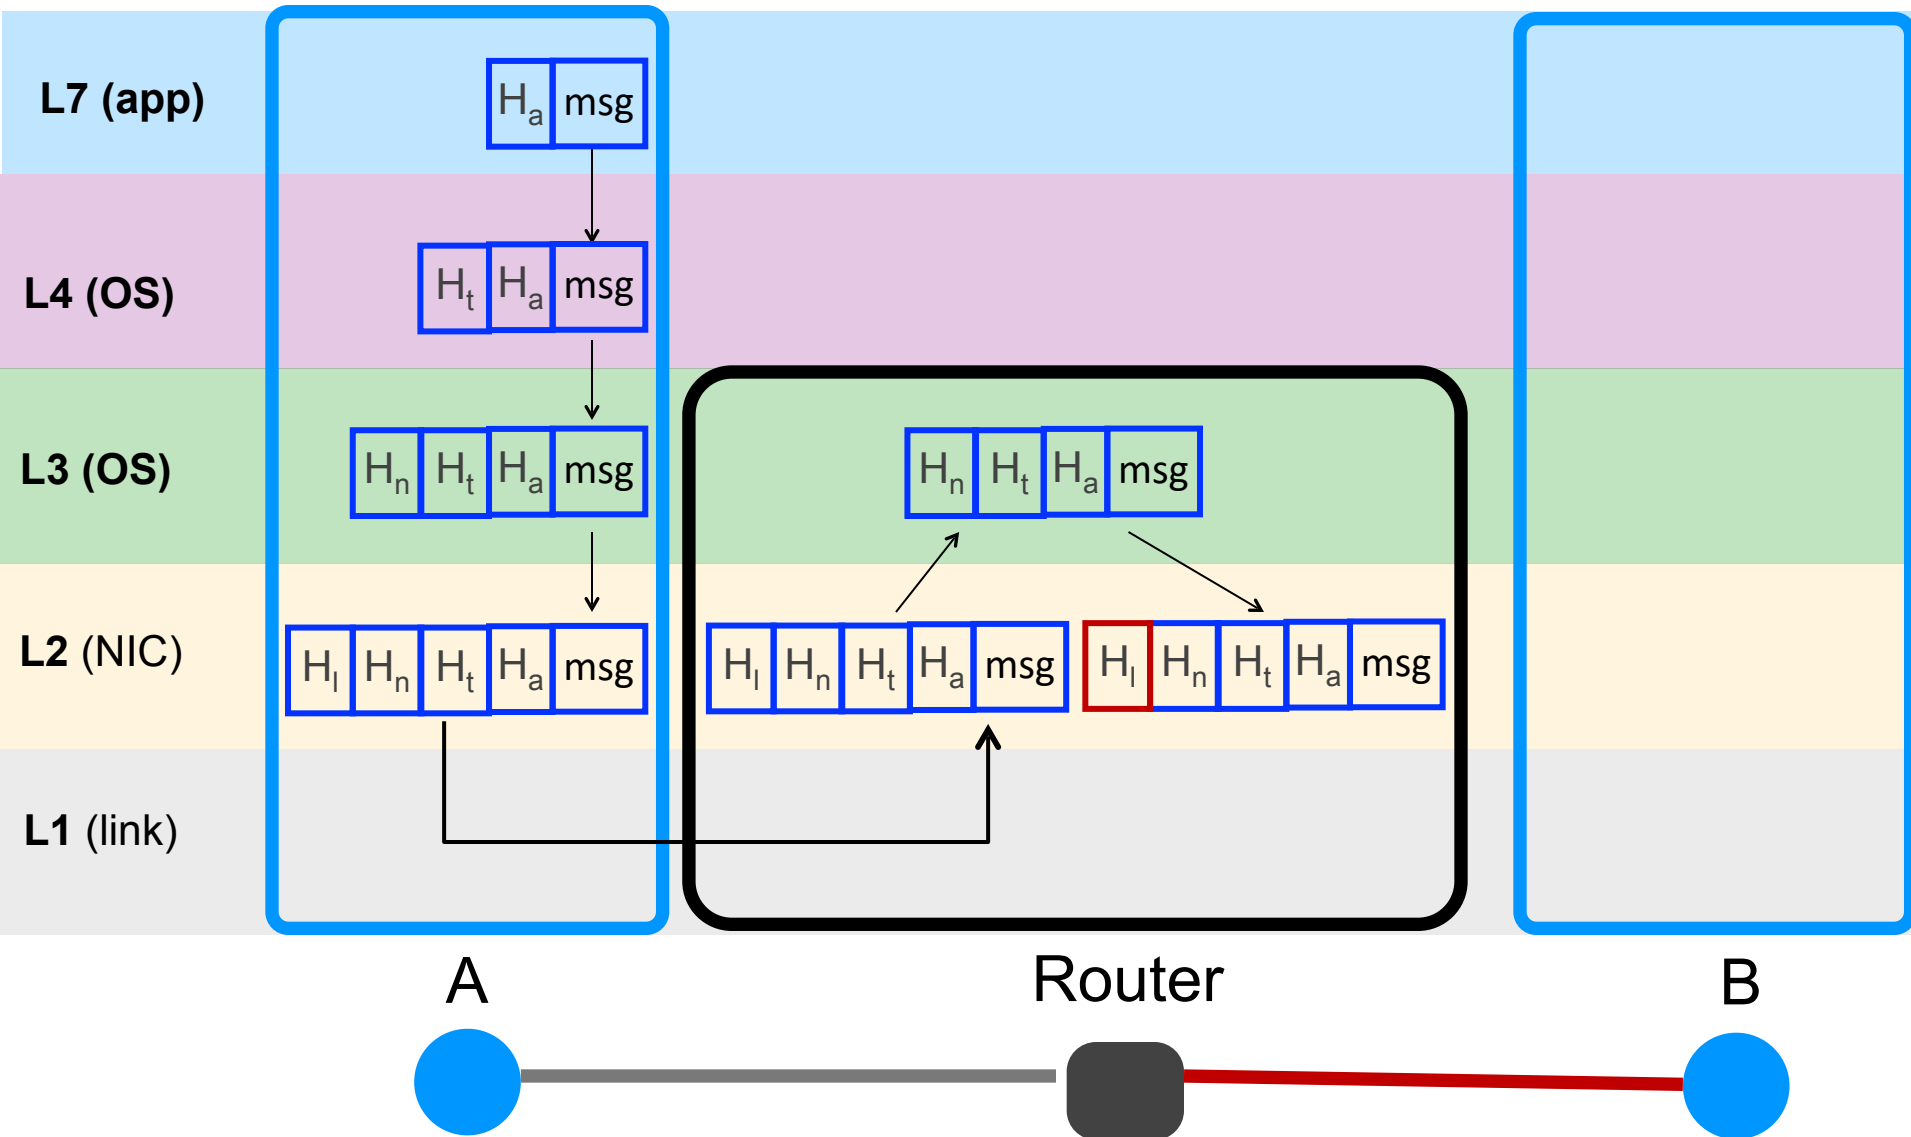 L7 (app)
Ha msg
L4 (OS)
Ht Ha msg
L3 (OS)
Hn Ht Ha msg
Hn Ht Ha msg
L2 (NIC)
Hl Hn Ht Ha msg
Hl Hn Ht Ha msg
Hl Hn Ht Ha msg
L1 (link)
A
Router
B